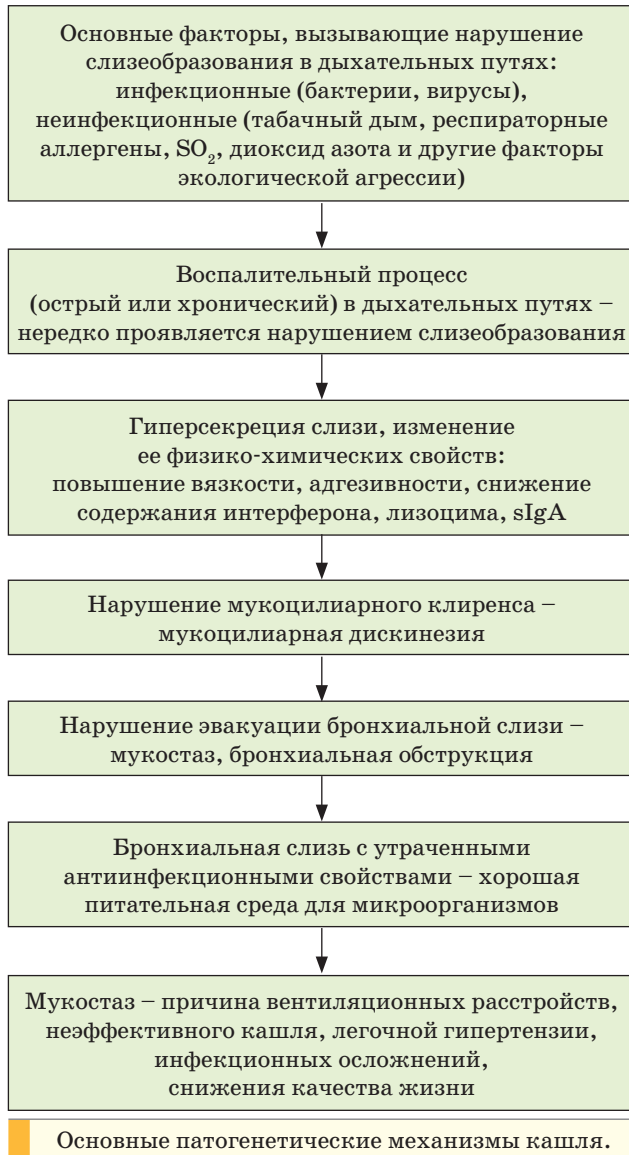 Основные факторы, вызывающие нарушение
слизеобразования в дыхательных путях:
инфекционные (бактерии, вирусы),
неинфекционные (табачный дым, респираторные
аллергены, SO₂, диоксид азота и другие факторы
экологической агрессии)
Воспалительный процесс
(острый или хронический) в дыхательных путях –
нередко проявляется нарушением слизеобразования
Гиперсекреция слизи, изменение
ее физико-химических свойств:
повышение вязкости, адгезивности, снижение
содержания интерферона, лизоцима, sIgA
Нарушение мукоцилиарного клиренса –
мукоцилиарная дискинезия
Нарушение эвакуации бронхиальной слизи –
мукостаз, бронхиальная обструкция
Бронхиальная слизь с утраченными
антиинфекционными свойствами – хорошая
питательная среда для микроорганизмов
Мукостаз – причина вентиляционных расстройств,
неэффективного кашля, легочной гипертензии,
инфекционных осложнений,
снижения качества жизни
Основные патогенетические механизмы кашля.